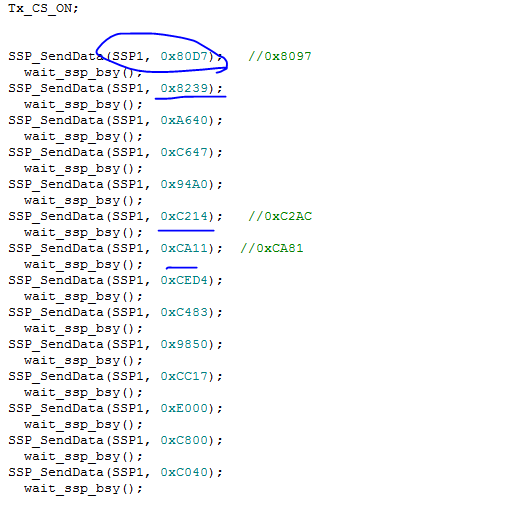 Tx_CS_ON;
SSP_SendData(SSP1, 0x80D7);   //0x8097
  wait_ssp_bsy();
SSP_SendData(SSP1, 0x8239);
  wait_ssp_bsy();
SSP_SendData(SSP1, 0xA640);
  wait_ssp_bsy();
SSP_SendData(SSP1, 0xC647);
  wait_ssp_bsy();
SSP_SendData(SSP1, 0x94A0);
  wait_ssp_bsy();
SSP_SendData(SSP1, 0xC214);   //0xC2AC
  wait_ssp_bsy();
SSP_SendData(SSP1, 0xCA11);  //0xCA81
  wait_ssp_bsy();
SSP_SendData(SSP1, 0xCED4);
  wait_ssp_bsy();
SSP_SendData(SSP1, 0xC483);
  wait_ssp_bsy();
SSP_SendData(SSP1, 0x9850);
  wait_ssp_bsy();
SSP_SendData(SSP1, 0xCC17);
  wait_ssp_bsy();
SSP_SendData(SSP1, 0xE000);
  wait_ssp_bsy();
SSP_SendData(SSP1, 0xC800);
  wait_ssp_bsy();
SSP_SendData(SSP1, 0xC040);
  wait_ssp_bsy();